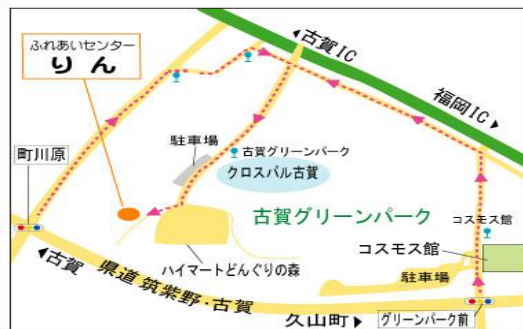 ふれあいセンター
りん
◀古賀IC
福岡IC▶
町川原
駐車場
古賀グリーンパーク
クロスパル古賀
古賀グリーンパーク
コスモス館
コスモス館
ハイマートどんぐりの森
駐車場
◀古賀 県道 筑紫野・古賀
久山町▶
グリーンパーク前